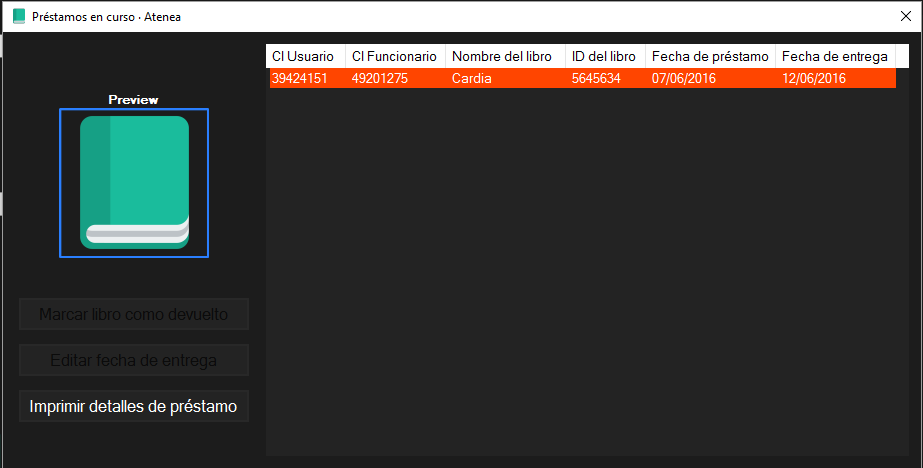 Préstamos en curso · Atenea
CI Usuario CI Funcionario Nombre del libro ID del libro Fecha de préstamo Fecha de entrega
39424151 49201275 Cardia 5645634 07/06/2016 12/06/2016
Preview
Marcar libro como devuelto
Editar fecha de entrega
Imprimir detalles de préstamo